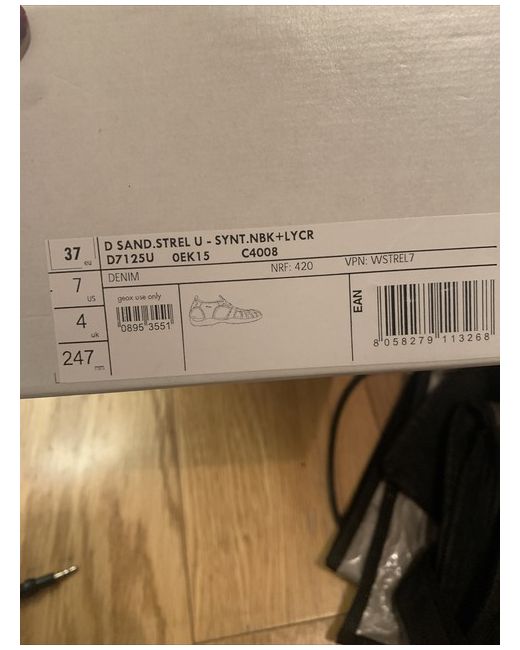 37 eu
D SAND.STREL U - SYNT.NBK+LYCR
D7125U 0EK15 C4008
7 US
DENIM
NRF: 420
VPN: WSTREL7
4 uk
geox use only
0895 3551
EAN
8 058279 113268
247 mm